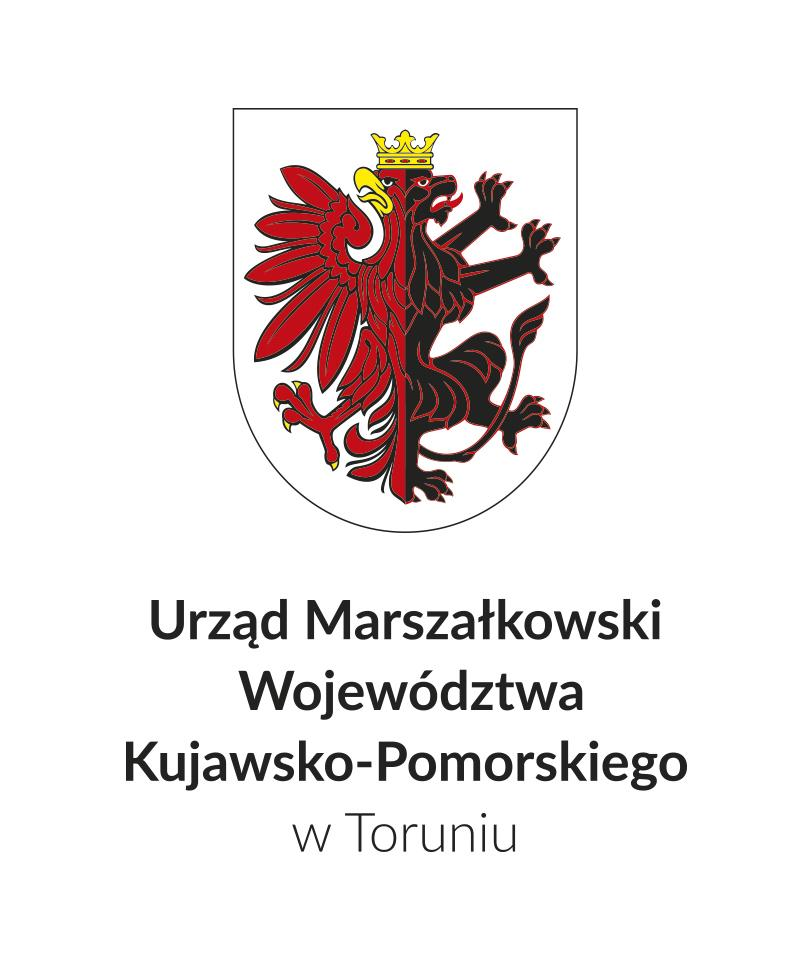 Urząd Marszałkowski
Województwa
Kujawsko-Pomorskiego
w Toruniu